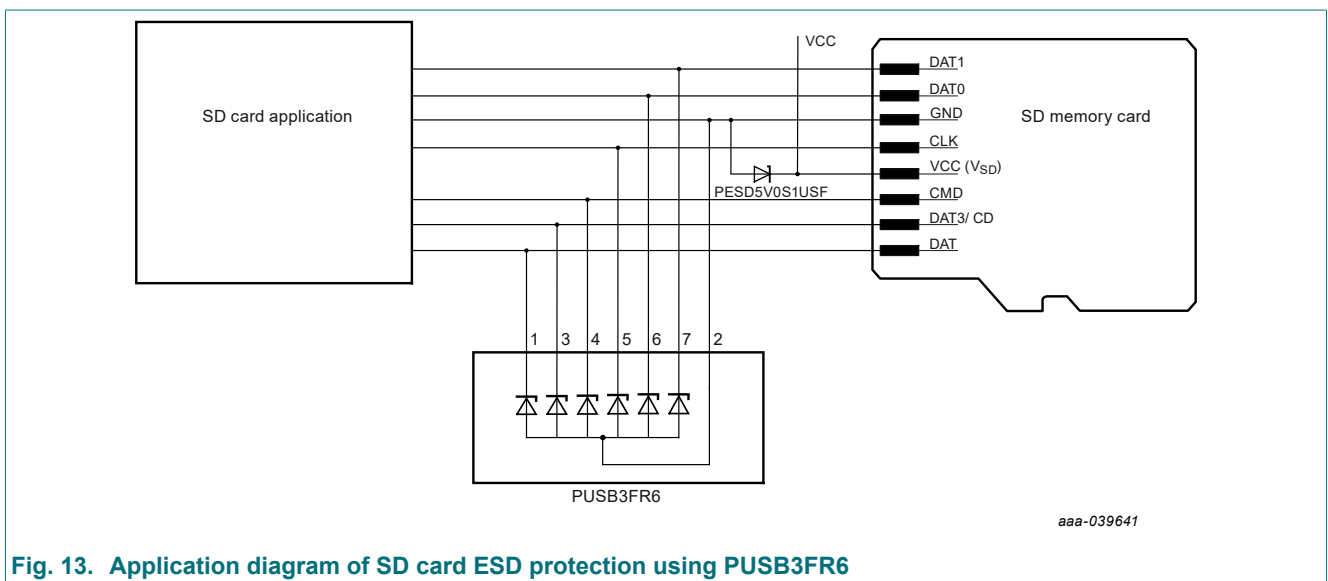 VCC
SD card application
DAT1
DAT0
GND
SD memory card
CLK
VCC (VSD)
PESD5V0S1USF
CMD
DAT3/ CD
DAT
1 3 4 5 6 7 2
PUSB3FR6
aaa-039641
Fig. 13. Application diagram of SD card ESD protection using PUSB3FR6